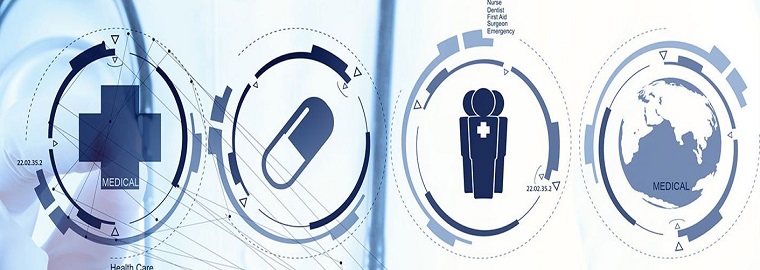 Nurse
Dentist
First Aid
Surgeon
Emergency
22.02.35.2
MEDICAL
22.02.35.2
MEDICAL
Health Care